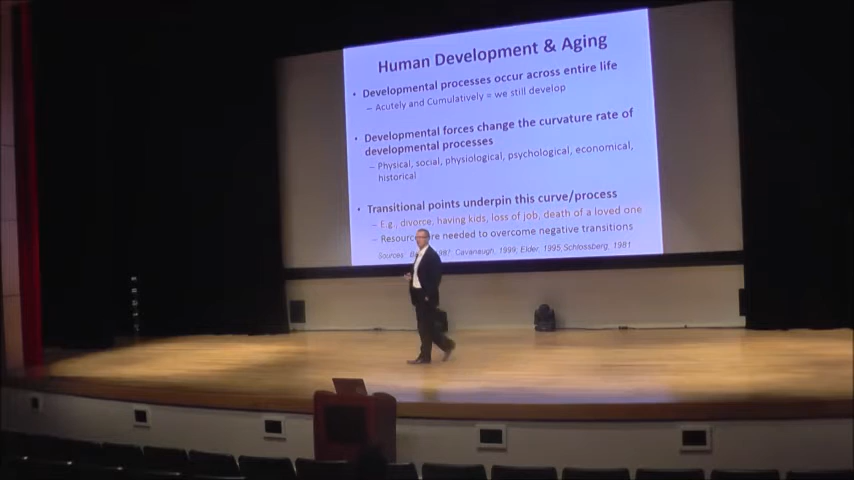 Human Development & Aging
• Developmental processes occur across entire life
– Acutely and Cumulatively = we still develop
• Developmental forces change the curvature rate of
developmental processes
– Physical, social, physiological, psychological, economical,
historical
• Transitional points underpin this curve/process
– E.g., divorce, having kids, loss of job, death of a loved one
– are needed to overcome negative transitions
Sources: 1987; Cavanaugh, 1999; Elder, 1995, Schlossberg, 1981